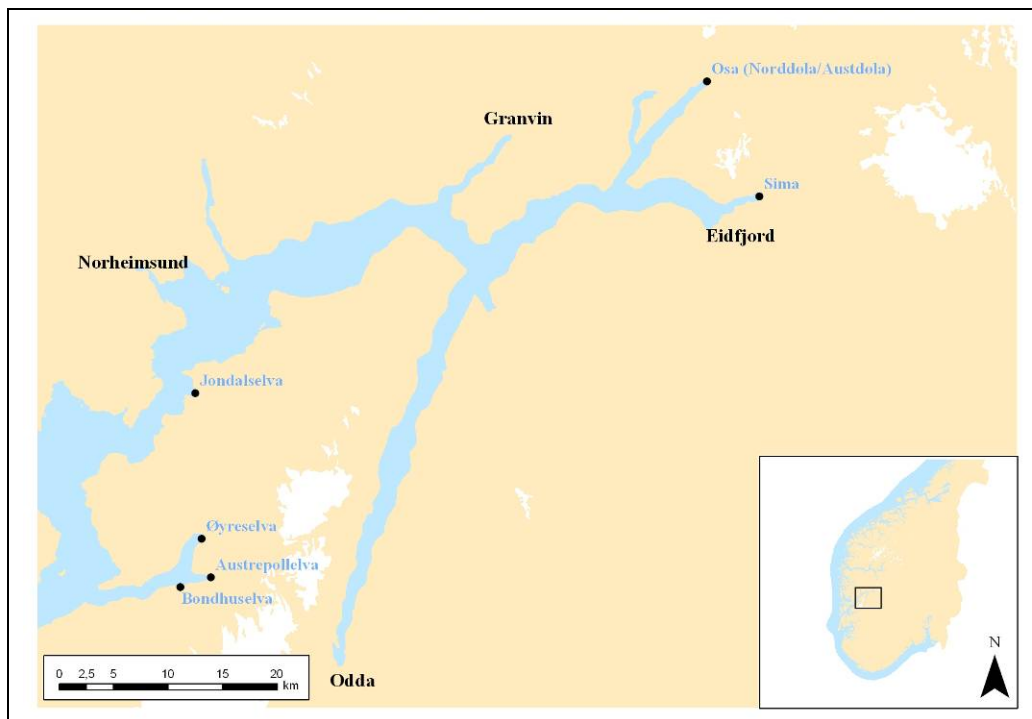 Osa (Norddøla/Austdøla)
Granvin
Sima
Eidfjord
Norheimsund
Jondalselva
Øyreselva
Austrepollelva
Bondhuselva
Odda
0 2,5 5 10 15 20
km
N